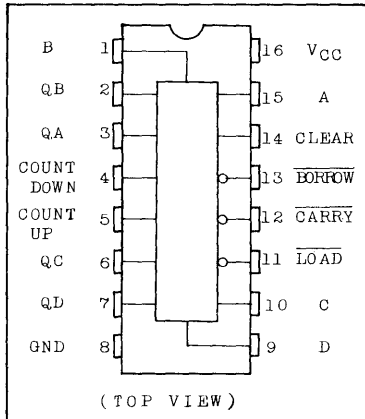 B 1 16 VCC
QB 2 15 A
QA 3 14 CLEAR
COUNT DOWN 4 13 BORROW
COUNT UP 5 12 CARRY
QC 6 11 LOAD
QD 7 10 C
GND 8 9 D
(TOP VIEW)